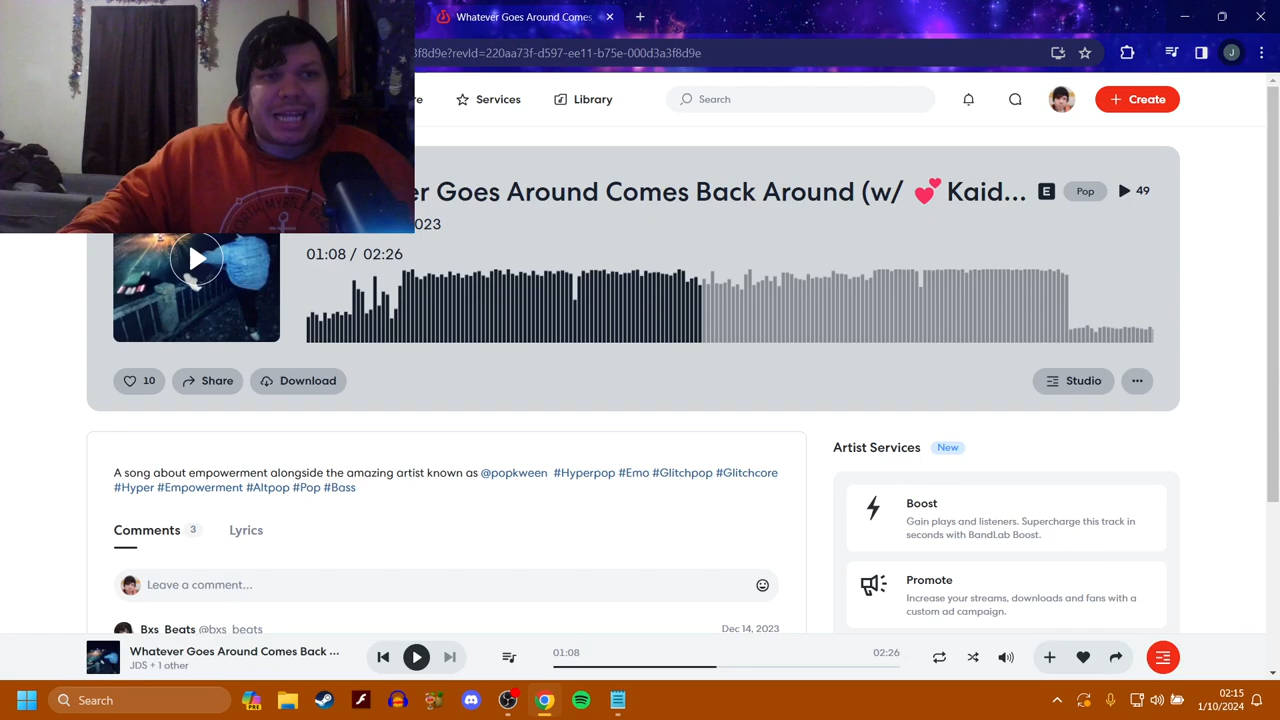 Whatever Goes Around Comes
3f8d9e?revId=220aa73f-d597-ee11-b75e-000d3a3f8d9e
J
re
Services
Library
Search
Create
er Goes Around Comes Back Around (w/ 💕 Kaid...
E
Pop
49
023
01:08 / 02:26
10
Share
Download
Studio
A song about empowerment alongside the amazing artist known as @popkween #Hyperpop #Emo #Glitchpop #Glitchcore
#Hyper #Empowerment #Altpop #Pop #Bass
Artist Services
New
Boost
Gain plays and listeners. Supercharge this track in
seconds with BandLab Boost.
Comments 3
Lyrics
Promote
Increase your streams, downloads and fans with a
custom ad campaign.
Leave a comment...
Bxs_Beats @bxs_beats
Dec 14, 2023
Whatever Goes Around Comes Back ...
JDS + 1 other
01:08
02:26
Search
PRE
02:15
1/10/2024